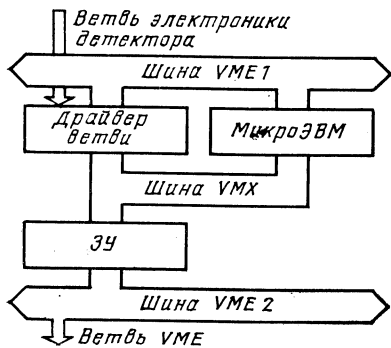 Ветвь электроники
детектора
Шина VME1
Драйвер
ветви
МикроЭВМ
Шина VMX
ЗУ
Шина VME2
Ветвь VME